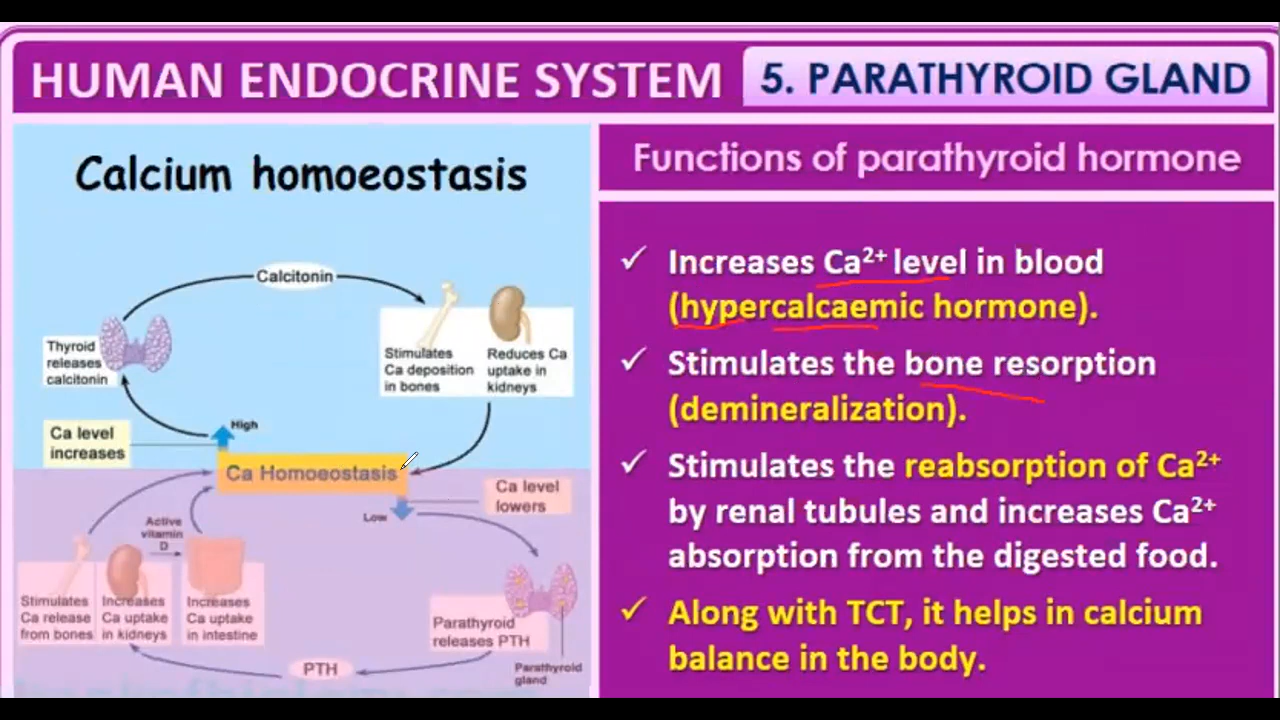 HUMAN ENDOCRINE SYSTEM
5. PARATHYROID GLAND
Calcium homoeostasis
Calcitonin
Thyroid
releases
calcitonin
Stimulates
Ca deposition
in bones
Reduces Ca
uptake in
kidneys
Ca level
increases
High
Ca Homoeostasis
Ca level
lowers
Low
Active
vitamin
D
Stimulates
Ca release
from bones
Increases
Ca uptake
in kidneys
Increases
Ca uptake
in intestine
Parathyroid
releases PTH
PTH
Parathyroid
gland
Functions of parathyroid hormone
✓ Increases Ca²⁺ level in blood
(hypercalcaemic hormone).
✓ Stimulates the bone resorption
(demineralization).
✓ Stimulates the reabsorption of Ca²⁺
by renal tubules and increases Ca²⁺
absorption from the digested food.
✓ Along with TCT, it helps in calcium
balance in the body.